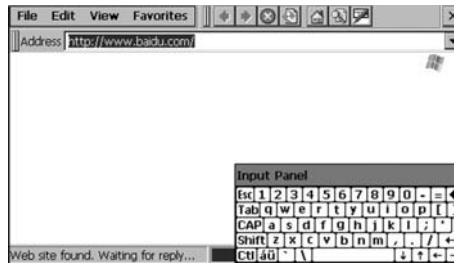 File Edit View Favorites
Address http://www.baidu.com/
Input Panel
Esc 1 2 3 4 5 6 7 8 9 0 - =
Tab q w e r t y u i o p [
CAP a s d f g h j k l ; '
Shift z x c v b n m , . /
Ctl áü ` \
Web site found. Waiting for reply...